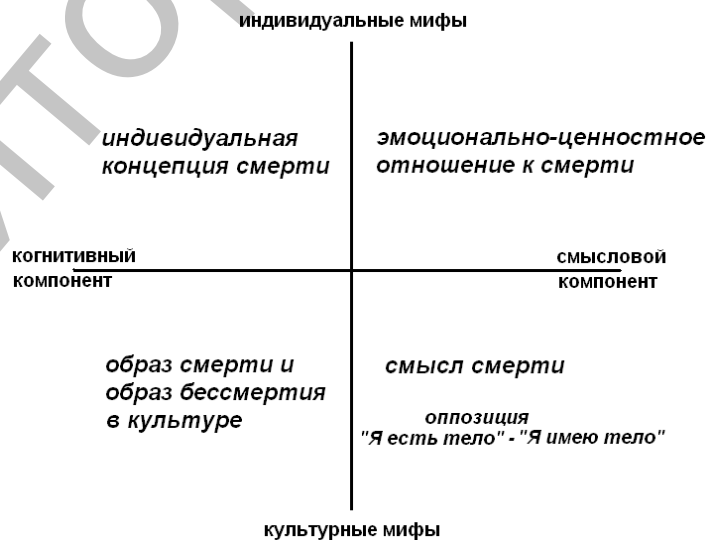 индивидуальные мифы
индивидуальная
концепция смерти
эмоционально-ценностное
отношение к смерти
когнитивный
компонент
смысловой
компонент
образ смерти и
образ бессмертия
в культуре
смысл смерти
оппозиция
"Я есть тело" - "Я имею тело"
культурные мифы